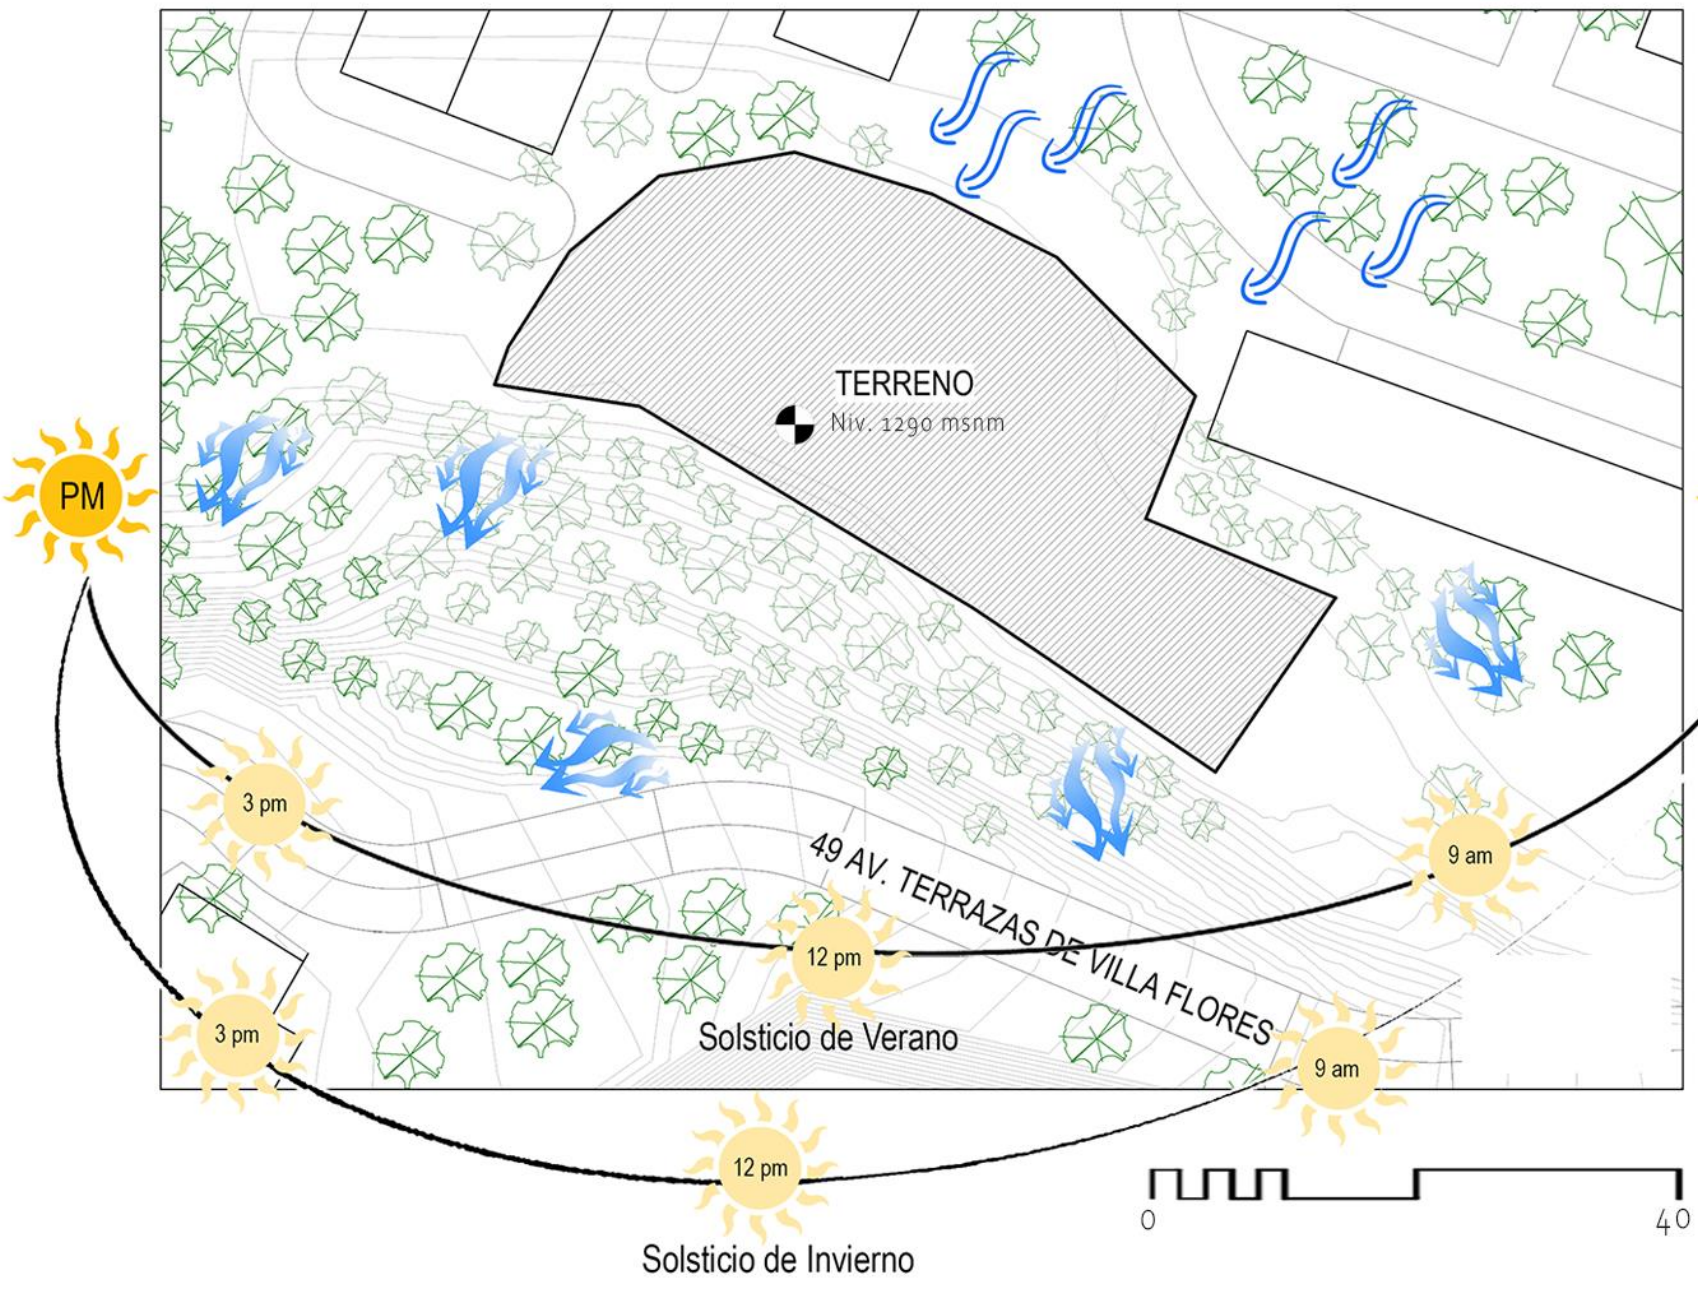 TERRENO
Niv. 1290 msnm
PM
3 pm
9 am
49 AV. TERRAZAS DE VILLA FLORES
12 pm
Solsticio de Verano
3 pm
9 am
12 pm
0
40
Solsticio de Invierno